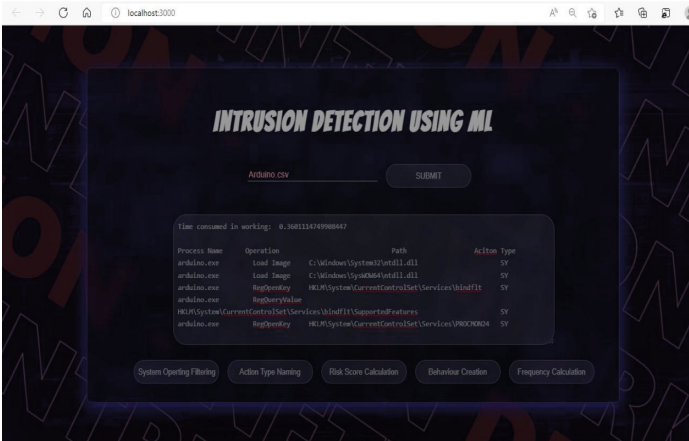 localhost:3000
INTRUSION DETECTION USING ML
Arduino.csv SUBMIT
Time consumed in working: 0.3601114749908447
Process Name Operation Path Aciton Type
arduino.exe Load Image C:\Windows\System32\ntdll.dll SY
arduino.exe Load Image C:\Windows\SysWOW64\ntdll.dll SY
arduino.exe RegOpenKey HKLM\System\CurrentControlSet\Services\bindflt SY
arduino.exe RegQueryValue
HKLM\System\CurrentControlSet\Services\bindflt\SupportedFeatures SY
arduino.exe RegOpenKey HKLM\System\CurrentControlSet\Services\PROCMON24 SY
System Operting Filtering Action Type Naming Risk Score Calculation Behaviour Creation Frequency Calculation